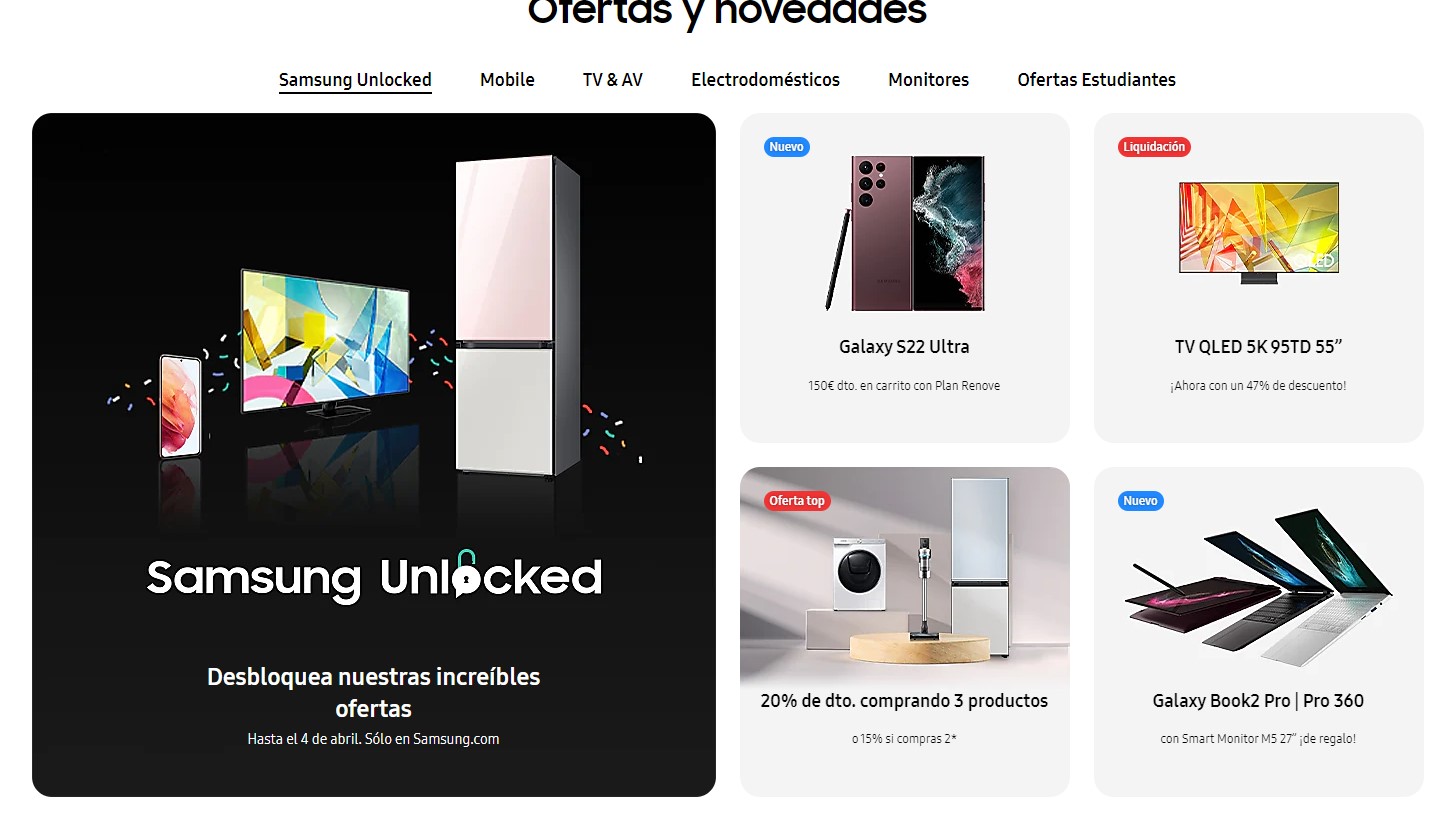 Ofertas y novedades
Samsung Unlocked
Mobile
TV & AV
Electrodomésticos
Monitores
Ofertas Estudiantes
Samsung Unlocked
Desbloquea nuestras increíbles
ofertas
Hasta el 4 de abril. Sólo en Samsung.com
Nuevo
Galaxy S22 Ultra
150€ dto. en carrito con Plan Renove
Liquidación
TV QLED 5K 95TD 55”
¡Ahora con un 47% de descuento!
Oferta top
20% de dto. comprando 3 productos
o 15% si compras 2*
Nuevo
Galaxy Book2 Pro | Pro 360
con Smart Monitor M5 27” ¡de regalo!